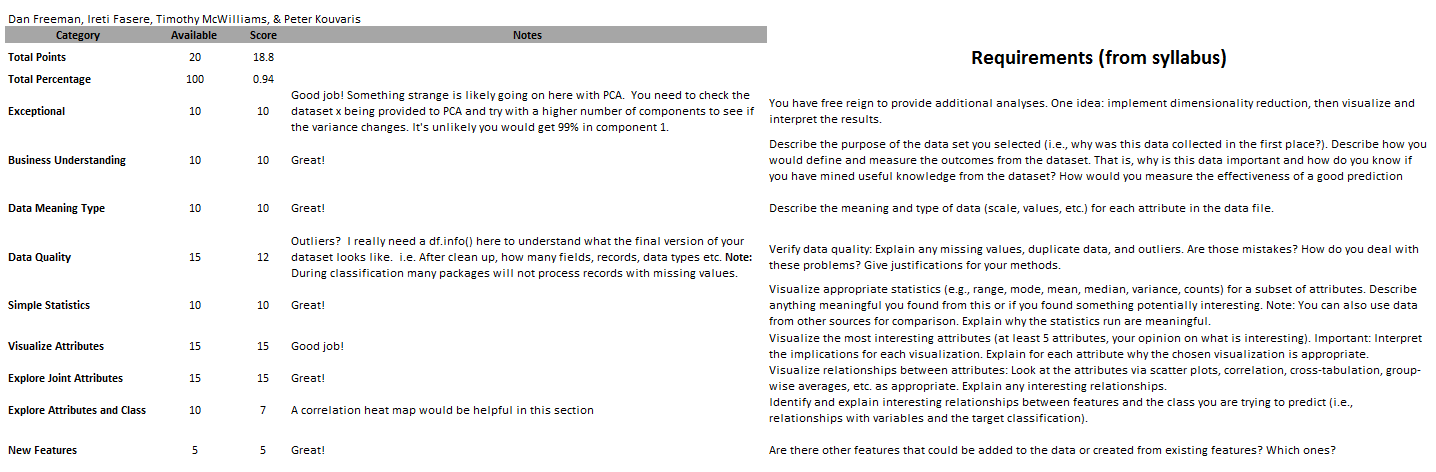 Dan Freeman, Ireti Fasere, Timothy McWilliams, & Peter Kouvaris
Category Available Score Notes
Requirements (from syllabus)
Total Points 20 18.8
Total Percentage 100 0.94
Exceptional 10 10
Good job! Something strange is likely going on here with PCA. You need to check the
dataset x being provided to PCA and try with a higher number of components to see if
the variance changes. It's unlikely you would get 99% in component 1.
You have free reign to provide additional analyses. One idea: implement dimensionality reduction, then visualize and
interpret the results.
Business Understanding 10 10 Great!
Describe the purpose of the data set you selected (i.e., why was this data collected in the first place?). Describe how you
would define and measure the outcomes from the dataset. That is, why is this data important and how do you know if
you have mined useful knowledge from the dataset? How would you measure the effectiveness of a good prediction
Data Meaning Type 10 10 Great!
Describe the meaning and type of data (scale, values, etc.) for each attribute in the data file.
Data Quality 15 12
Outliers? I really need a df.info() here to understand what the final version of your
dataset looks like. i.e. After clean up, how many fields, records, data types etc. Note:
During classification many packages will not process records with missing values.
Verify data quality: Explain any missing values, duplicate data, and outliers. Are those mistakes? How do you deal with
these problems? Give justifications for your methods.
Simple Statistics 10 10 Great!
Visualize appropriate statistics (e.g., range, mode, mean, median, variance, counts) for a subset of attributes. Describe
anything meaningful you found from this or if you found something potentially interesting. Note: You can also use data
from other sources for comparison. Explain why the statistics run are meaningful.
Visualize Attributes 15 15 Good job!
Visualize the most interesting attributes (at least 5 attributes, your opinion on what is interesting). Important: Interpret
the implications for each visualization. Explain for each attribute why the chosen visualization is appropriate.
Explore Joint Attributes 15 15 Great!
Visualize relationships between attributes: Look at the attributes via scatter plots, correlation, cross-tabulation, group-
wise averages, etc. as appropriate. Explain any interesting relationships.
Explore Attributes and Class 10 7 A correlation heat map would be helpful in this section
Identify and explain interesting relationships between features and the class you are trying to predict (i.e.,
relationships with variables and the target classification).
New Features 5 5 Great!
Are there other features that could be added to the data or created from existing features? Which ones?